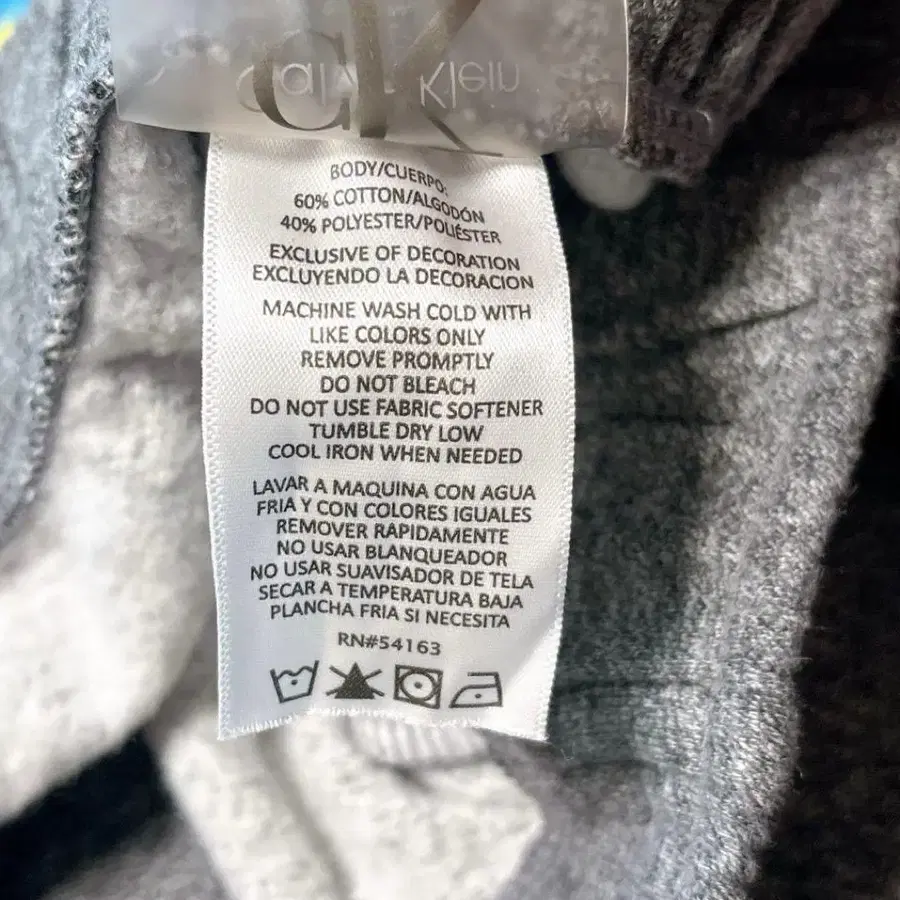 Calvin Klein
CK
BODY/CUERPO:
60% COTTON/ALGODÓN
40% POLYESTER/POLIÉSTER
EXCLUSIVE OF DECORATION
EXCLUYENDO LA DECORACION
MACHINE WASH COLD WITH
LIKE COLORS ONLY
REMOVE PROMPTLY
DO NOT BLEACH
DO NOT USE FABRIC SOFTENER
TUMBLE DRY LOW
COOL IRON WHEN NEEDED
LAVAR A MAQUINA CON AGUA
FRIA Y CON COLORES IGUALES
REMOVER RAPIDAMENTE
NO USAR BLANQUEADOR
NO USAR SUAVISADOR DE TELA
SECAR A TEMPERATURA BAJA
PLANCHA FRIA SI NECESITA
RN#54163